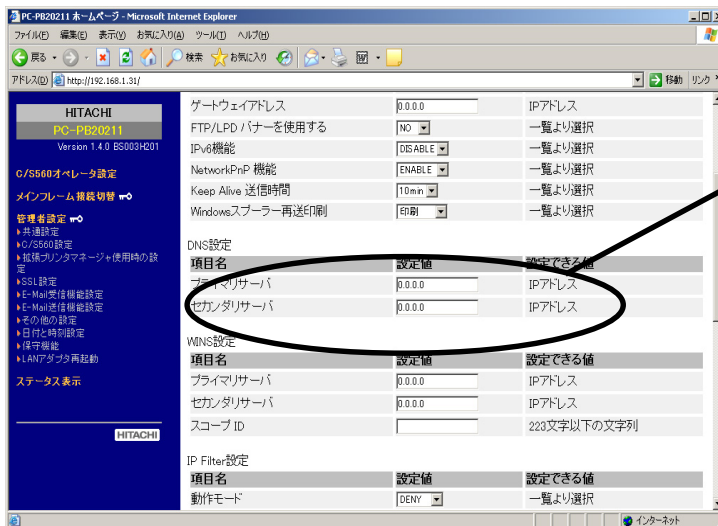 PC-PB20211 ホームページ - Microsoft Internet Explorer
ファイル(F) 編集(E) 表示(V) お気に入り(A) ツール(T) ヘルプ(H)
戻る 検索 お気に入り
アドレス(D) http://192.168.1.31/ 移動 リンク »
HITACHI
PC-PB20211
Version 1.4.0 BS003H201
C/S560オペレータ設定
メインフレーム接続切替
管理者設定
共通設定
C/S560設定
拡張プリンタマネージャ使用時の設
定
SSL設定
E-Mail受信機能設定
E-Mail送信機能設定
その他の設定
日付と時刻設定
保守機能
LANアダプタ再起動
ステータス表示
HITACHI
ゲートウェイアドレス 0.0.0.0 IPアドレス
FTP/LPD バナーを使用する NO 一覧より選択
IPv6機能 DISABLE 一覧より選択
NetworkPnP 機能 ENABLE 一覧より選択
Keep Alive 送信時間 10min 一覧より選択
Windowsスプーラー再送印刷 印刷 一覧より選択
DNS設定
項目名 設定値 設定できる値
プライマリサーバ 0.0.0.0 IPアドレス
セカンダリサーバ 0.0.0.0 IPアドレス
WINS設定
項目名 設定値 設定できる値
プライマリサーバ 0.0.0.0 IPアドレス
セカンダリサーバ 0.0.0.0 IPアドレス
スコープ ID 223文字以下の文字列
IP Filter設定
項目名 設定値 設定できる値
動作モード DENY 一覧より選択
インターネット